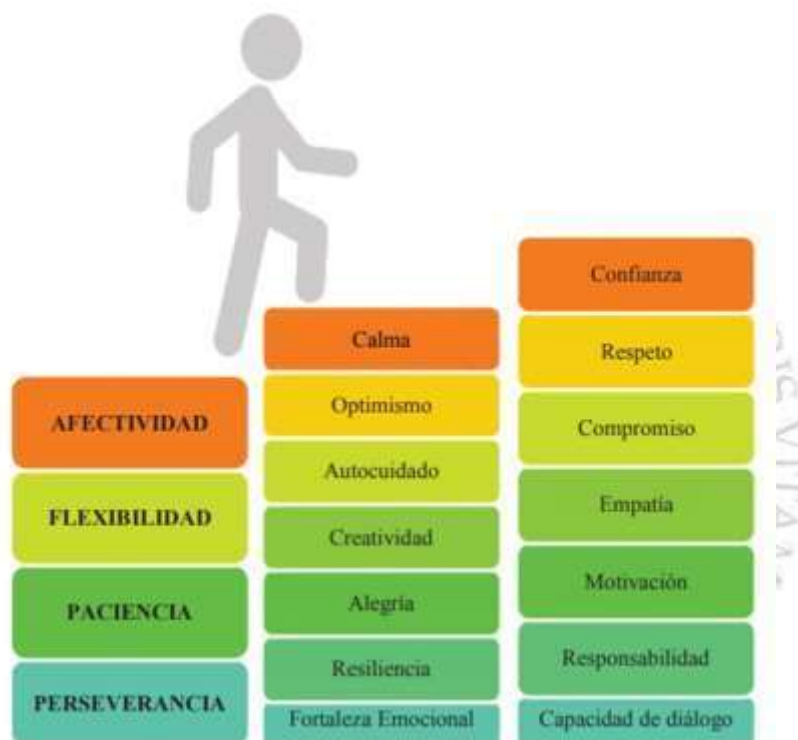 AFECTIVIDAD
FLEXIBILIDAD
PACIENCIA
PERSEVERANCIA
Calma
Optimismo
Autocuidado
Creatividad
Alegría
Resiliencia
Fortaleza Emocional
Confianza
Respeto
Compromiso
Empatía
Motivación
Responsabilidad
Capacidad de diálogo